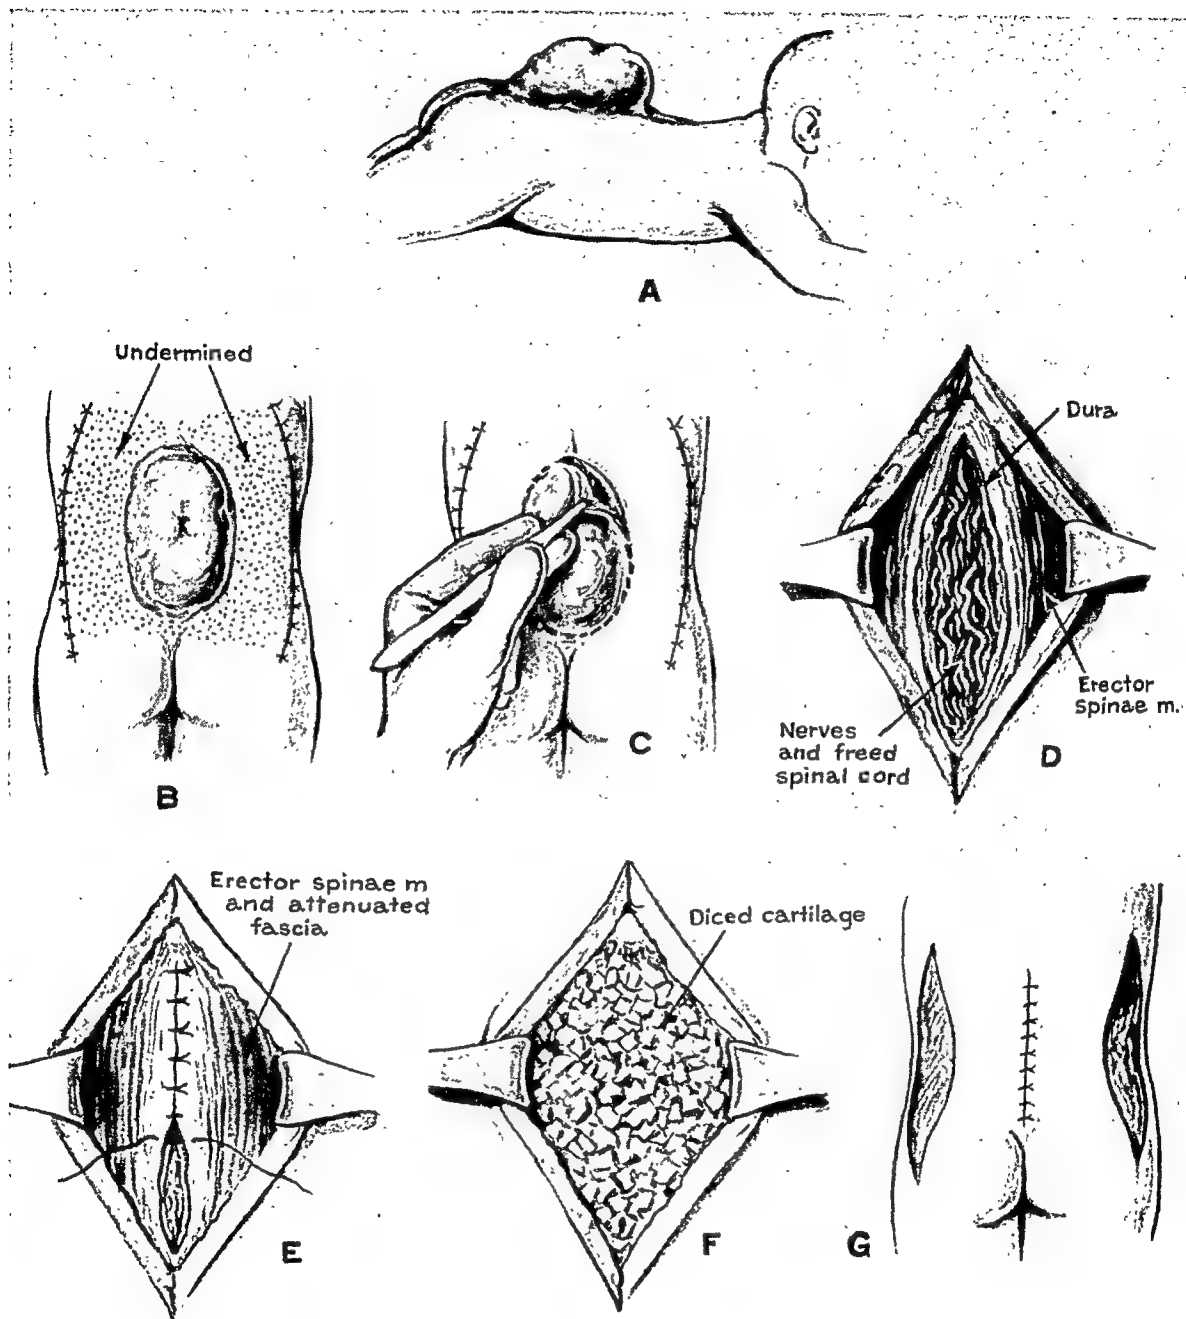 A
Undermined
B
C
Dura
Erector
spinae m.
Nerves
and freed
spinal cord
D
Erector spinae m
and attenuated
fascia
E
Diced cartilage
F
G